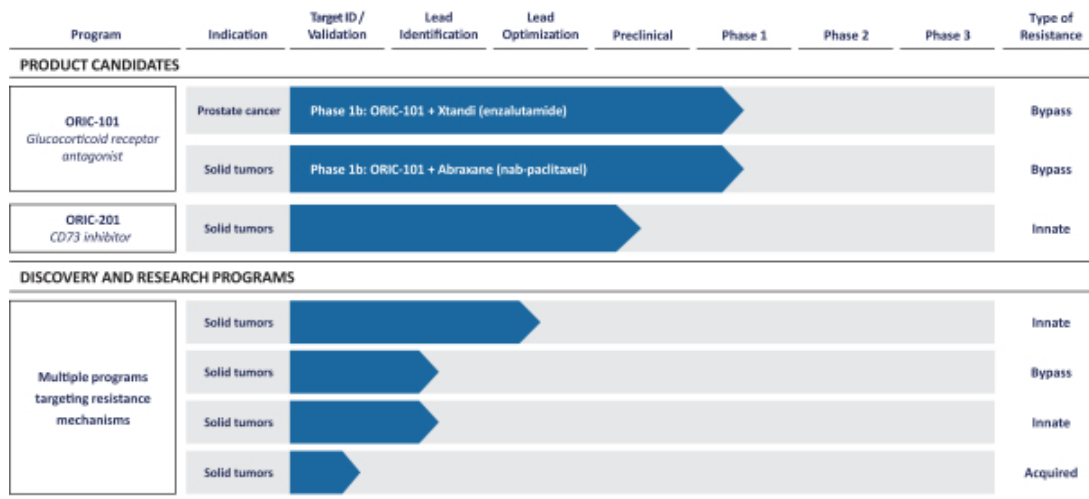 Program
Indication
Target ID /
Validation
Lead
Identification
Lead
Optimization
Preclinical
Phase 1
Phase 2
Phase 3
Type of
Resistance
PRODUCT CANDIDATES
ORIC-101
Glucocorticoid receptor
antagonist
Prostate cancer
Phase 1b: ORIC-101 + Xtandi (enzalutamide)
Bypass
Solid tumors
Phase 1b: ORIC-101 + Abraxane (nab-paclitaxel)
Bypass
ORIC-201
CD73 inhibitor
Solid tumors
Innate
DISCOVERY AND RESEARCH PROGRAMS
Multiple programs
targeting resistance
mechanisms
Solid tumors
Innate
Solid tumors
Bypass
Solid tumors
Innate
Solid tumors
Acquired